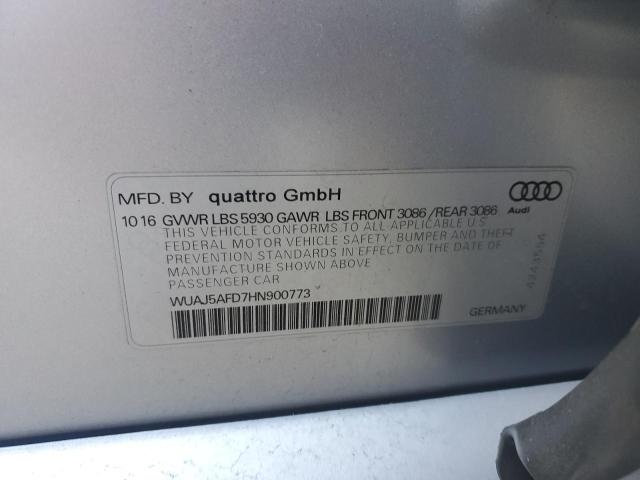 MFD. BY quattro GmbH
10 16 GVWR LBS 5930 GAWR LBS FRONT 3086 /REAR 3086
Audi
THIS VEHICLE CONFORMS TO ALL APPLICABLE U.S
FEDERAL MOTOR VEHICLE SAFETY, BUMPER AND THEFT
PREVENTION STANDARDS IN EFFECT ON THE DATE OF
MANUFACTURE SHOWN ABOVE
PASSENGER CAR
WUAJ5AFD7HN900773
GERMANY